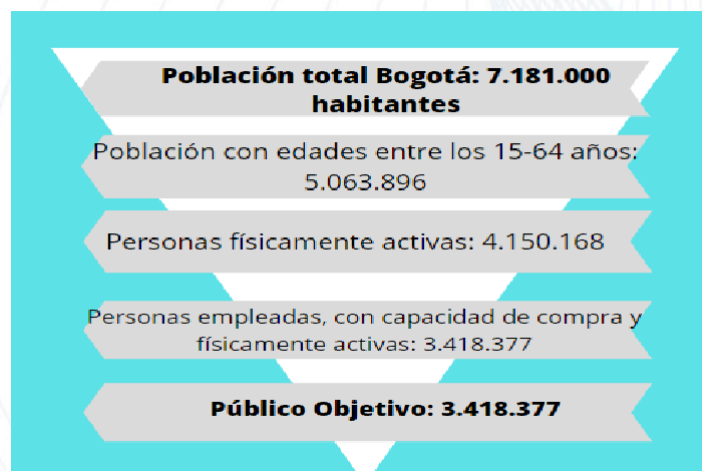 Población total Bogotá: 7.181.000
habitantes
Población con edades entre los 15-64 años:
5.063.896
Personas físicamente activas: 4.150.168
Personas empleadas, con capacidad de compra y
físicamente activas: 3.418.377
Público Objetivo: 3.418.377